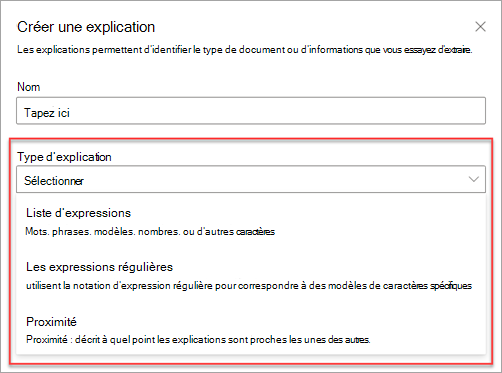 Créer une explication
Les explications permettent d'identifier le type de document ou d'informations que vous essayez d'extraire.
Nom
Tapez ici
Type d'explication
Sélectionner
Liste d'expressions
Mots. phrases. modèles. nombres. ou d'autres caractères
Les expressions régulières
utilisent la notation d'expression régulière pour correspondre à des modèles de caractères spécifiques
Proximité
Proximité : décrit à quel point les explications sont proches les unes des autres.